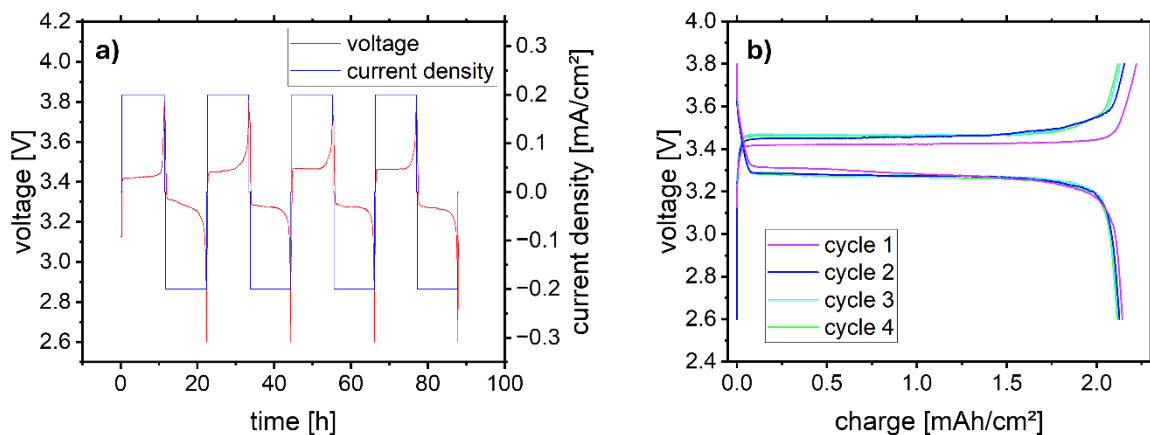 a)
voltage
current density
4.2
4.0
3.8
3.6
3.4
3.2
3.0
2.8
2.6
voltage [V]
0.3
0.2
0.1
0.0
−0.1
−0.2
−0.3
current density [mA/cm²]
0 20 40 60 80 100
time [h]
b)
4.0
3.8
3.6
3.4
3.2
3.0
2.8
2.6
2.4
voltage [V]
cycle 1
cycle 2
cycle 3
cycle 4
0.0 0.5 1.0 1.5 2.0
charge [mAh/cm²]